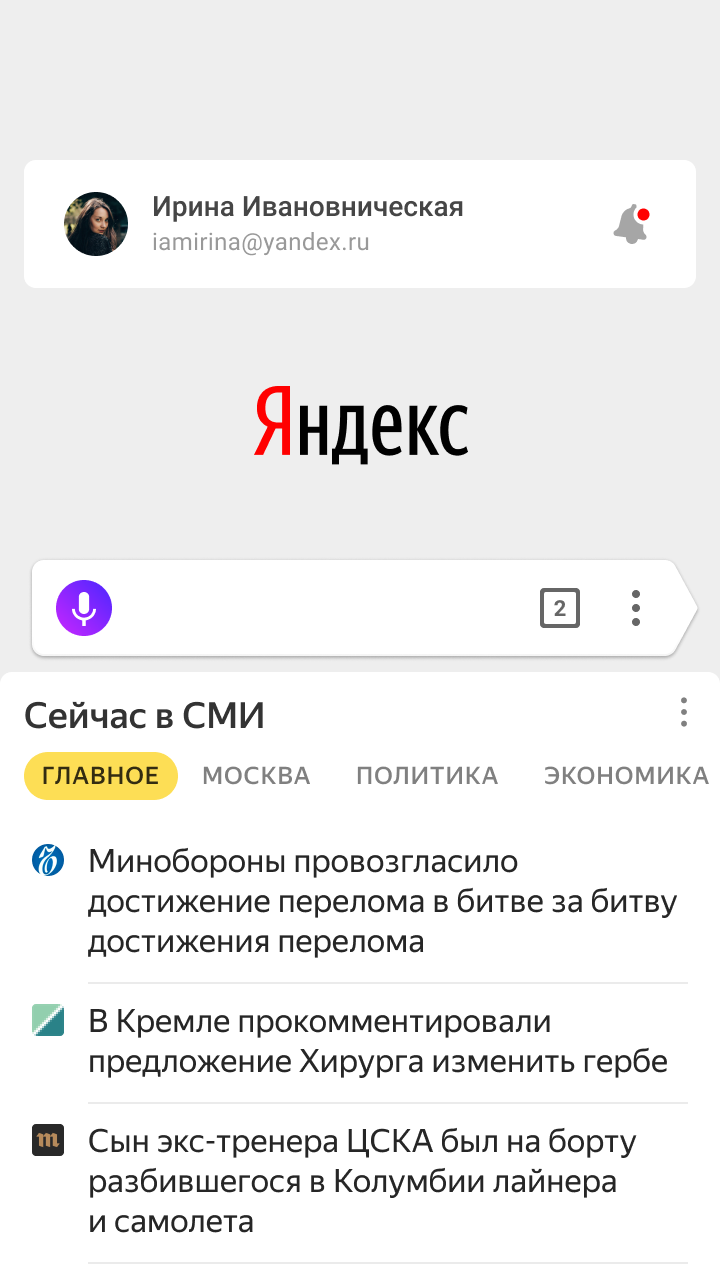 Ирина Ивановническая
iamirina@yandex.ru
Яндекс
2
Сейчас в СМИ
ГЛАВНОЕ МОСКВА ПОЛИТИКА ЭКОНОМИКА
Минобороны провозгласило
достижение перелома в битве за битву
достижения перелома
В Кремле прокомментировали
предложение Хирурга изменить гербе
m
Сын экс-тренера ЦСКА был на борту
разбившегося в Колумбии лайнера
и самолета